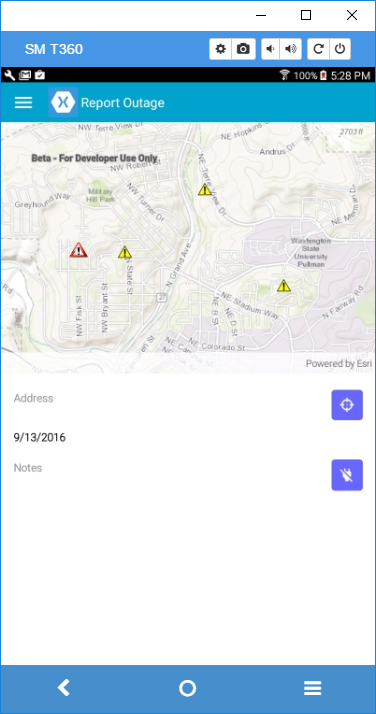 SM T360
100% 5:28 PM
Report Outage
NW Terre View Dr
NE Hopkins
2703 ft
Andrus Dr
Beta - For Developer Use Only
NW Robert
NE Terre View Dr
Greyhound Way
Military Hill Park
NW Turner Dr
N Grand Ave
Washington State University Pullman
NW State St
NW Bryant St
NW Fisk St
27
NE Stadium Way
N Fairway Rd
NE B St
NE D St
Colorado St
Powered by Esri
Address
9/13/2016
Notes